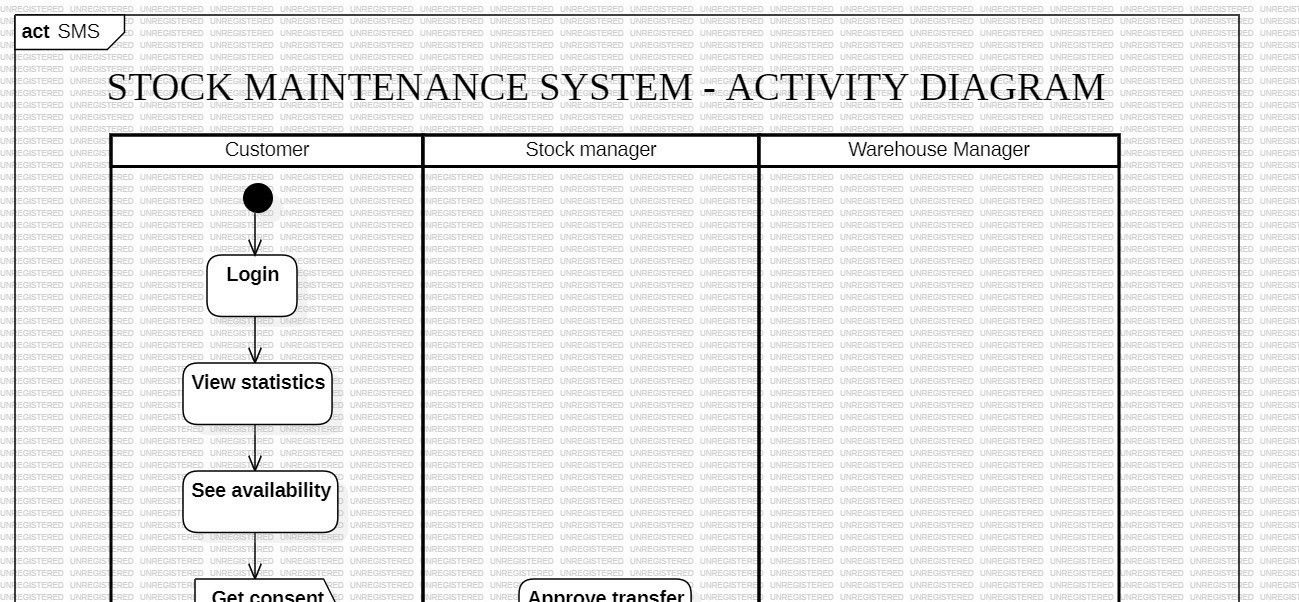 act SMS
STOCK MAINTENANCE SYSTEM - ACTIVITY DIAGRAM
Customer
Stock manager
Warehouse Manager
Login
View statistics
See availability
Get consent
Approve transfer
UNREGISTERED